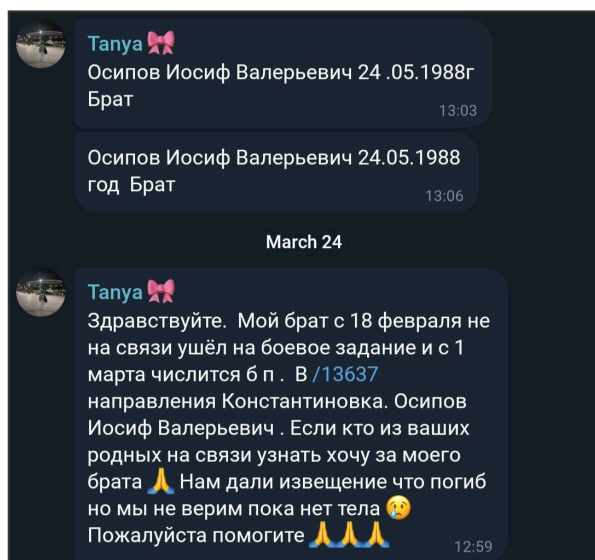 Tanya 🎀
Осипов Иосиф Валерьевич 24 .05.1988г
Брат
13:03
Осипов Иосиф Валерьевич 24.05.1988
год Брат
13:06
March 24
Tanya 🎀
Здравствуйте. Мой брат с 18 февраля не
на связи ушёл на боевое задание и с 1
марта числится б п . В /13637
направления Константиновка. Осипов
Иосиф Валерьевич . Если кто из ваших
родных на связи узнать хочу за моего
брата 🙏 Нам дали извещение что погиб
но мы не верим пока нет тела 😢
Пожалуйста помогите 🙏🙏🙏
12:59